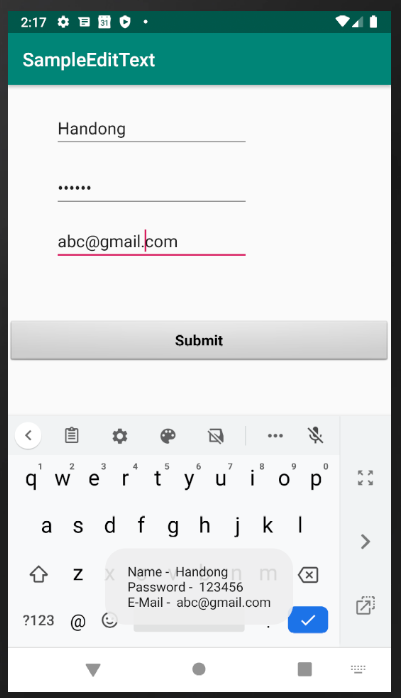 2:17
31
SampleEditText
Handong
••••••
abc@gmail.com
Submit
1 2 3 4 5 6 7 8 9 0
q w e r t y u i o p
a s d f g h j k l
z x b n m
Name - Handong
Password - 123456
E-Mail - abc@gmail.com
?123 @ .